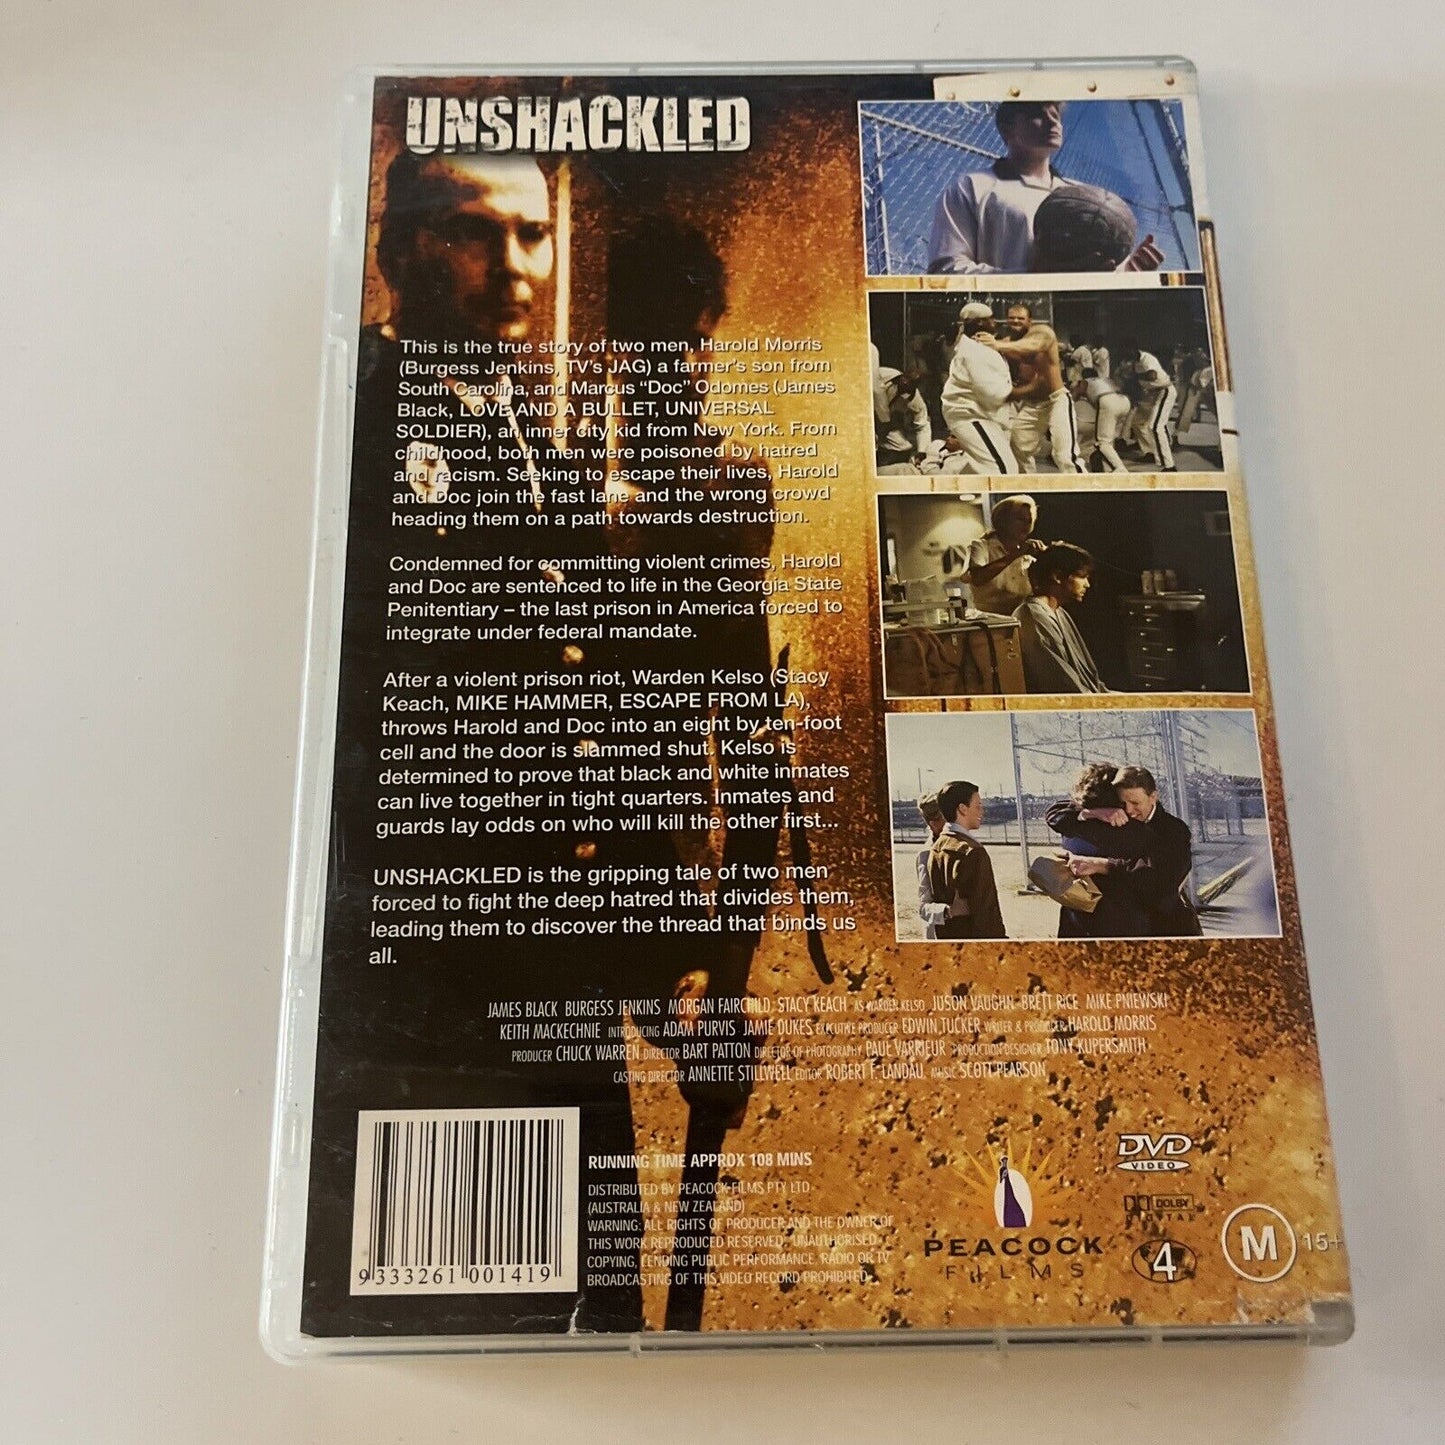 UNSHACKLED
This is the true story of two men, Harold Morris
(Burgess Jenkins, TV's JAG) a farmer's son from
South Carolina, and Marcus "Doc" Odomes (James
Black, LOVE AND A BULLET, UNIVERSAL
SOLDIER), an inner city kid from New York. From
childhood, both men were poisoned by hatred
and racism. Seeking to escape their lives, Harold
and Doc join the fast lane and the wrong crowd
heading them on a path towards destruction.
Condemned for committing violent crimes, Harold
and Doc are sentenced to life in the Georgia State
Penitentiary – the last prison in America forced to
integrate under federal mandate.
After a violent prison riot, Warden Kelso (Stacy
Keach, MIKE HAMMER, ESCAPE FROM LA),
throws Harold and Doc into an eight by ten-foot
cell and the door is slammed shut. Kelso is
determined to prove that black and white inmates
can live together in tight quarters. Inmates and
guards lay odds on who will kill the other first...
UNSHACKLED is the gripping tale of two men
forced to fight the deep hatred that divides them,
leading them to discover the thread that binds us
all.
JAMES BLACK BURGESS JENKINS MORGAN FAIRCHILD STACY KEACH AS WARDEN KELSO JUSON VAUGHN BRETT RICE MIKE PNIEWSKI
KEITH MACKECHNIE INTRODUCING ADAM PURVIS JAMIE DUKES EXECUTIVE PRODUCER EDWIN TUCKER WRITER & PRODUCER HAROLD MORRIS
PRODUCER CHUCK WARREN DIRECTOR BART PATTON DIRECTOR OF PHOTOGRAPHY PAUL VARRIEUR PRODUCTION DESIGNER TONY KUPERSMITH
CASTING DIRECTOR ANNETTE STILLWELL EDITOR ROBERT F. LANDAU MUSIC SCOTT PEARSON
9 333261 001419
RUNNING TIME APPROX 108 MINS
DISTRIBUTED BY PEACOCK FILMS PTY LTD
(AUSTRALIA & NEW ZEALAND)
WARNING: ALL RIGHTS OF PRODUCER AND THE OWNER OF
THIS WORK REPRODUCED RESERVED. UNAUTHORISED
COPYING, LENDING PUBLIC PERFORMANCE, RADIO OR TV
BROADCASTING OF THIS VIDEO RECORD PROHIBITED.
PEACOCK
FILMS
DVD
VIDEO
DOLBY
DIGITAL
4
M 15+